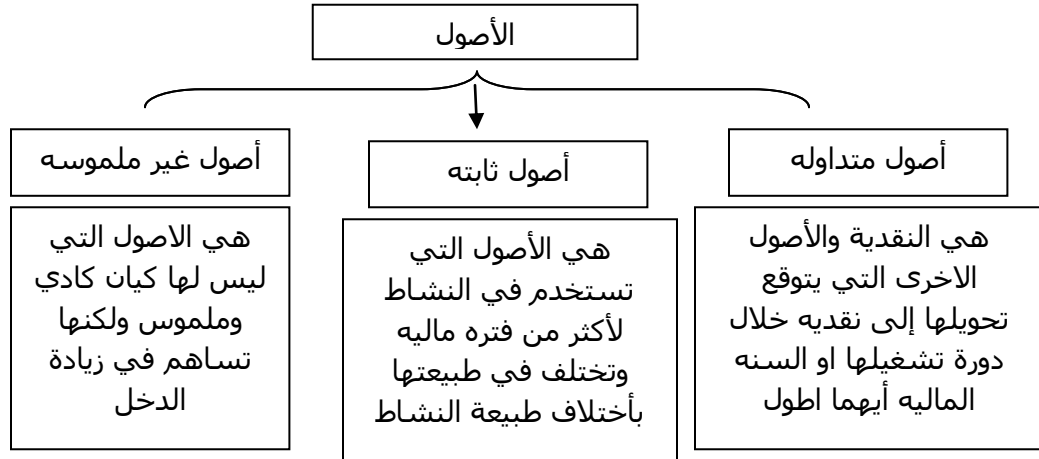 الأصول
أصول متداوله
هي النقدية والأصول
الاخرى التي يتوقع
تحويلها إلى نقديه خلال
دورة تشغيلها او السنه
الماليه أيهما اطول
أصول ثابته
هي الأصول التي
تستخدم في النشاط
لأكثر من فتره ماليه
وتختلف في طبيعتها
بأختلاف طبيعة النشاط
أصول غير ملموسه
هي الاصول التي
ليس لها كيان كادي
وملموس ولكنها
تساهم في زيادة
الدخل